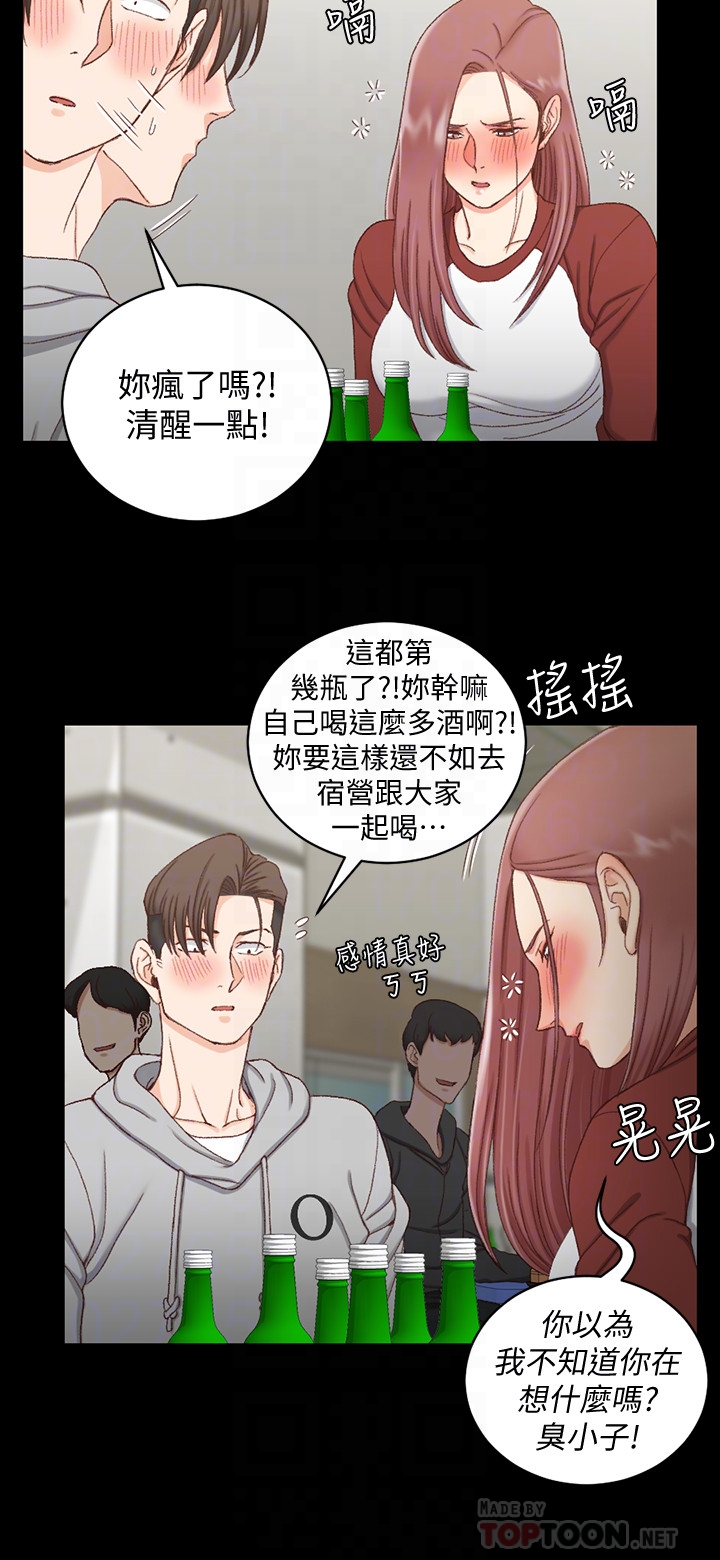 嗝
嗝
妳瘋了嗎?!
清醒一點!
這都第
幾瓶了?!妳幹嘛
自己喝這麼多酒啊?!
妳要這樣還不如去
宿營跟大家
一起喝…
搖搖
感情真好
ㄎㄎ
晃晃
你以為
我不知道你在
想什麼嗎?
臭小子!
MADE BY
TOPTOON.NET